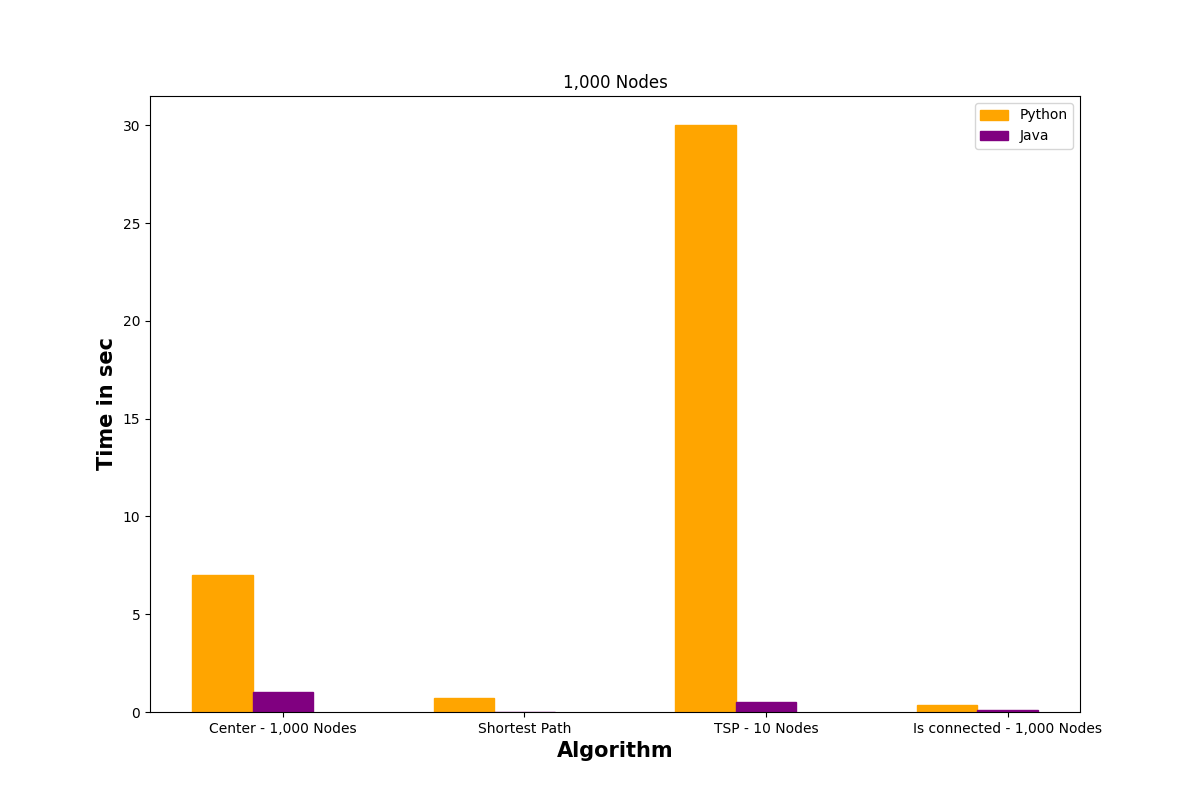 1,000 Nodes
Python
Java
30
25
20
15
10
5
0
Time in sec
Center - 1,000 Nodes
Shortest Path
TSP - 10 Nodes
Is connected - 1,000 Nodes
Algorithm